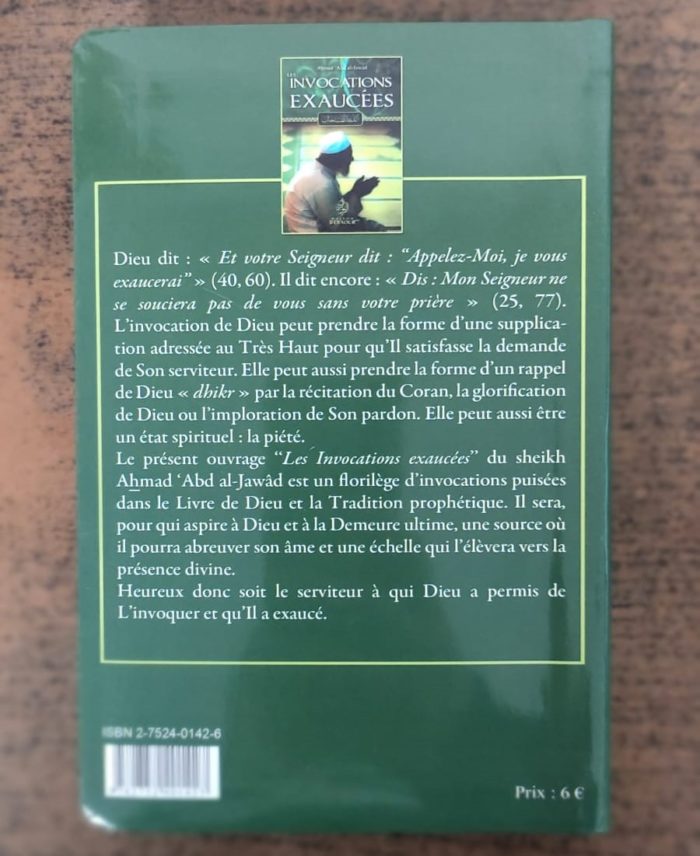 Ahmad ‘Abd al-Jawâd
LES
INVOCATIONS
EXAUCÉES
Dieu dit : « Et votre Seigneur dit : “Appelez-Moi, je vous
exaucerai” » (40, 60). Il dit encore : « Dis : Mon Seigneur ne
se souciera pas de vous sans votre prière » (25, 77).
L’invocation de Dieu peut prendre la forme d’une supplica-
tion adressée au Très Haut pour qu’Il satisfasse la demande
de Son serviteur. Elle peut aussi prendre la forme d’un rappel
de Dieu « dhikr » par la récitation du Coran, la glorification
de Dieu ou l’imploration de Son pardon. Elle peut aussi être
un état spirituel : la piété.
Le présent ouvrage “Les Invocations exaucées” du sheikh
Ahmad ‘Abd al-Jawâd est un florilège d’invocations puisées
dans le Livre de Dieu et la Tradition prophétique. Il sera,
pour qui aspire à Dieu et à la Demeure ultime, une source où
il pourra abreuver son âme et une échelle qui l’élèvera vers la
présence divine.
Heureux donc soit le serviteur à qui Dieu a permis de
L’invoquer et qu’Il a exaucé.
ISBN 2-7524-0142-6
Prix : 6 €